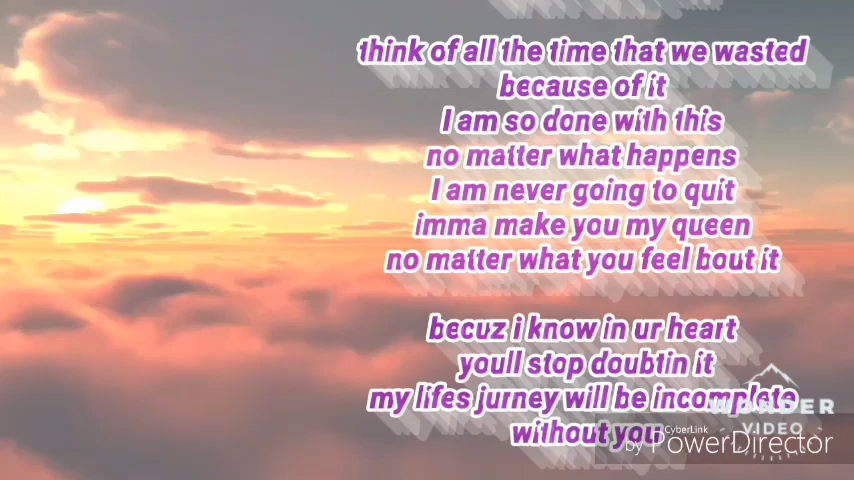 think of all the time that we wasted
because of it
I am so done with this
no matter what happens
I am never going to quit
imma make you my queen
no matter what you feel bout it
becuz i know in ur heart
youll stop doubtin it
my lifes jurney will be incomplete
without you
WONDER
VIDEO
CyberLink
by PowerDirector